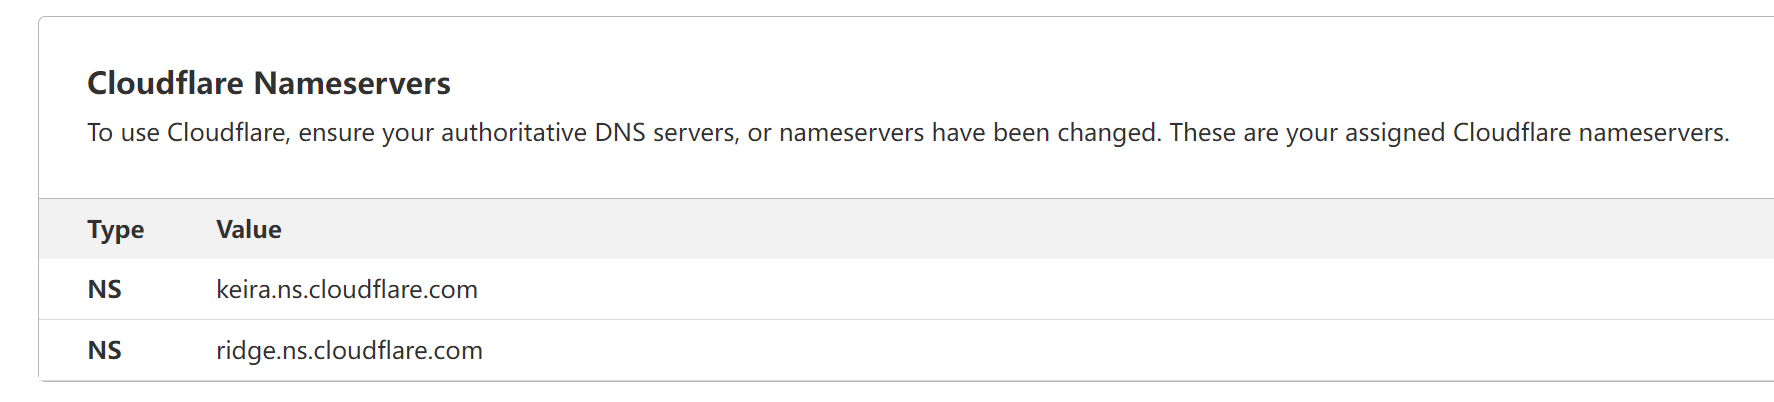 Cloudflare Nameservers
To use Cloudflare, ensure your authoritative DNS servers, or nameservers have been changed. These are your assigned Cloudflare nameservers.
Type Value
NS keira.ns.cloudflare.com
NS ridge.ns.cloudflare.com